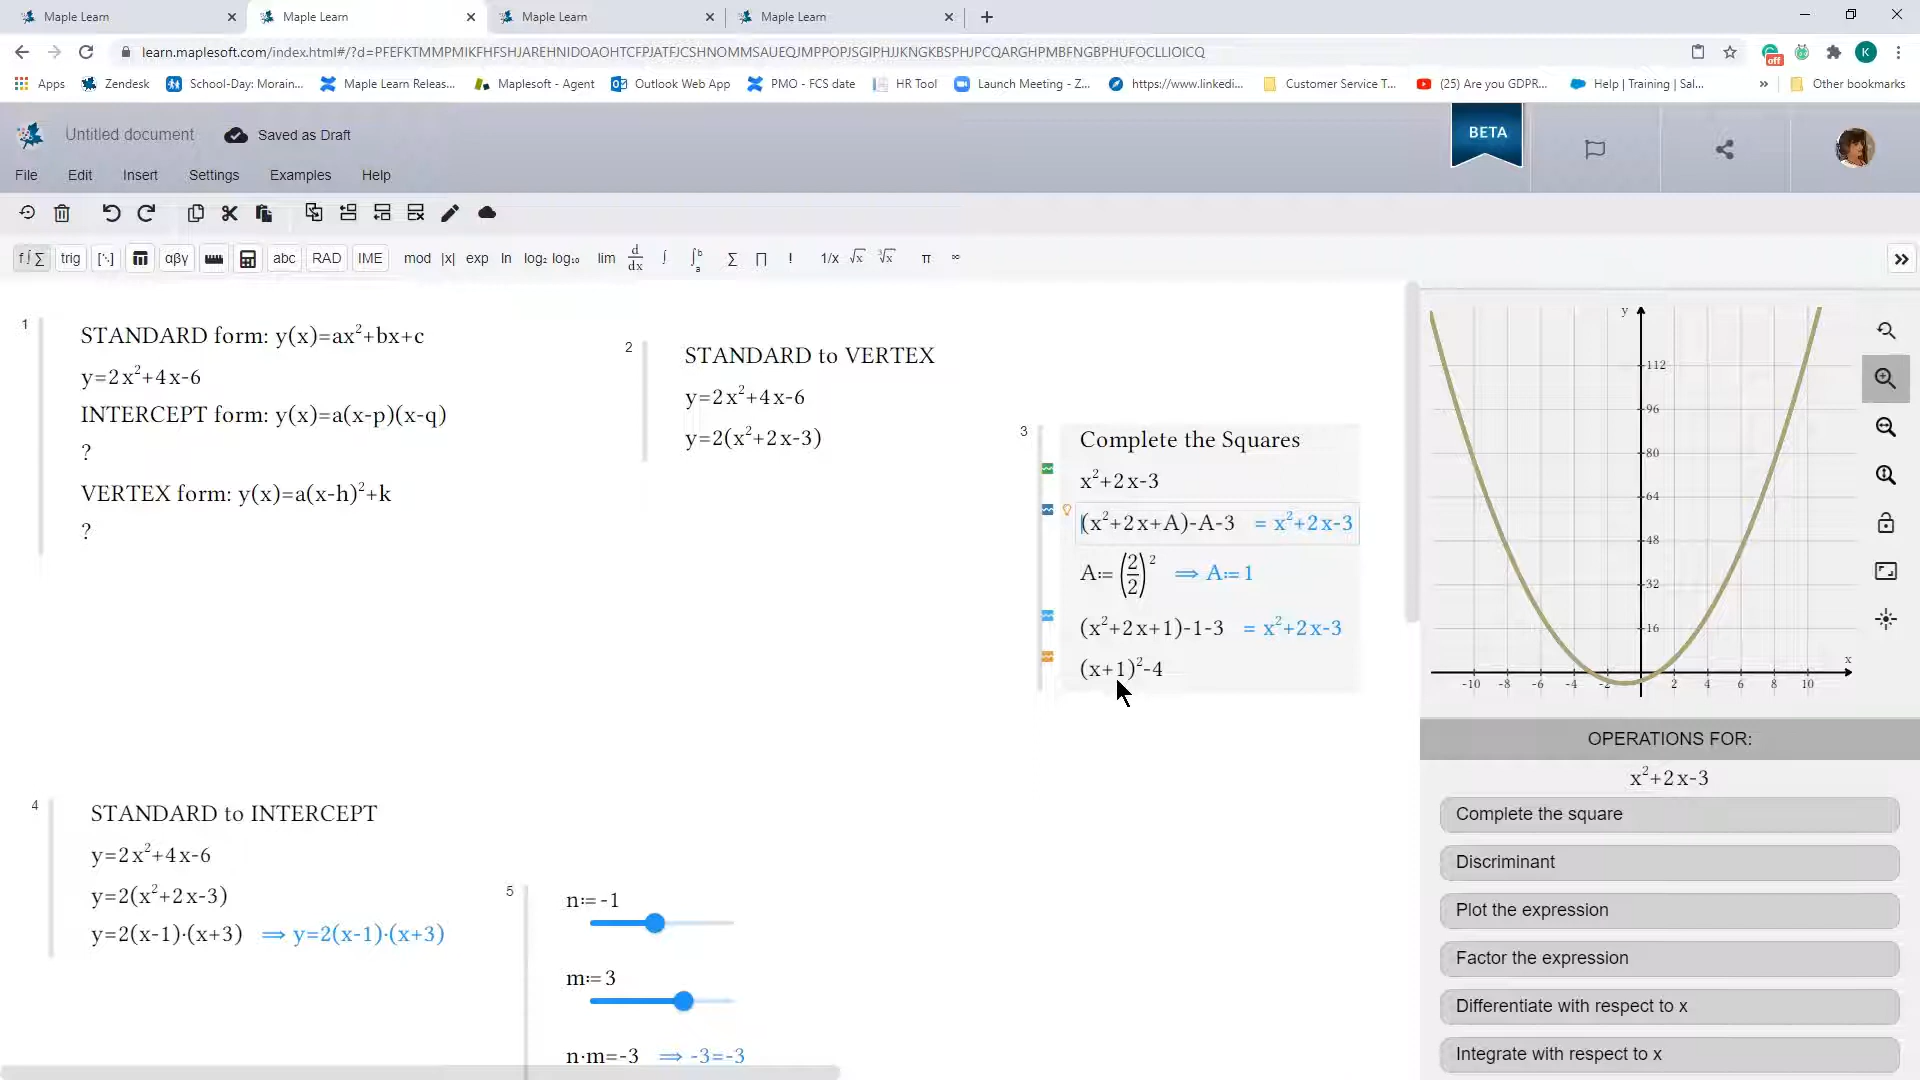 Maple Learn
Maple Learn
Maple Learn
Maple Learn
learn.maplesoft.com/index.html#/?d=PFEFKTMMPMIKFHFSHJAREHNIDOAOHTCFPJATFJCSHNOMMSAUEQJMPPOPJSGIPHJJKNGKBSPHJPCQARGHPMBFNGBPHUFOCLLIOICQ
off
K
Apps
Zendesk
School-Day: Morain...
Maple Learn Releas...
Maplesoft - Agent
Outlook Web App
PMO - FCS date
HR Tool
Launch Meeting - Z...
https://www.linkedi...
Customer Service T...
(25) Are you GDPR...
Help | Training | Sal...
»
Other bookmarks
Untitled document
Saved as Draft
BETA
File
Edit
Insert
Settings
Examples
Help
f∫∑
trig
[⋱]
αβγ
abc
RAD
IME
mod
|x|
exp
ln
log₂
log₁₀
lim
d/dx
∫
∫ₐᵇ
∑
∏
!
1/x
√x
∛x
π
∞
1
STANDARD form: y(x)=ax²+bx+c
y=2x²+4x-6
INTERCEPT form: y(x)=a(x-p)(x-q)
?
VERTEX form: y(x)=a(x-h)²+k
?
2
STANDARD to VERTEX
y=2x²+4x-6
y=2(x²+2x-3)
3
Complete the Squares
x²+2x-3
(x²+2x+A)-A-3 = x²+2x-3
A:=(2/2)² ⟹ A:=1
(x²+2x+1)-1-3 = x²+2x-3
(x+1)²-4
4
STANDARD to INTERCEPT
y=2x²+4x-6
y=2(x²+2x-3)
y=2(x-1)·(x+3) ⟹ y=2(x-1)·(x+3)
5
n:=-1
m:=3
n·m=-3 ⟹ -3=-3
y
112
96
80
64
48
32
16
x
-10 -8 -6 -4 -2 2 4 6 8 10
OPERATIONS FOR:
x²+2x-3
Complete the square
Discriminant
Plot the expression
Factor the expression
Differentiate with respect to x
Integrate with respect to x